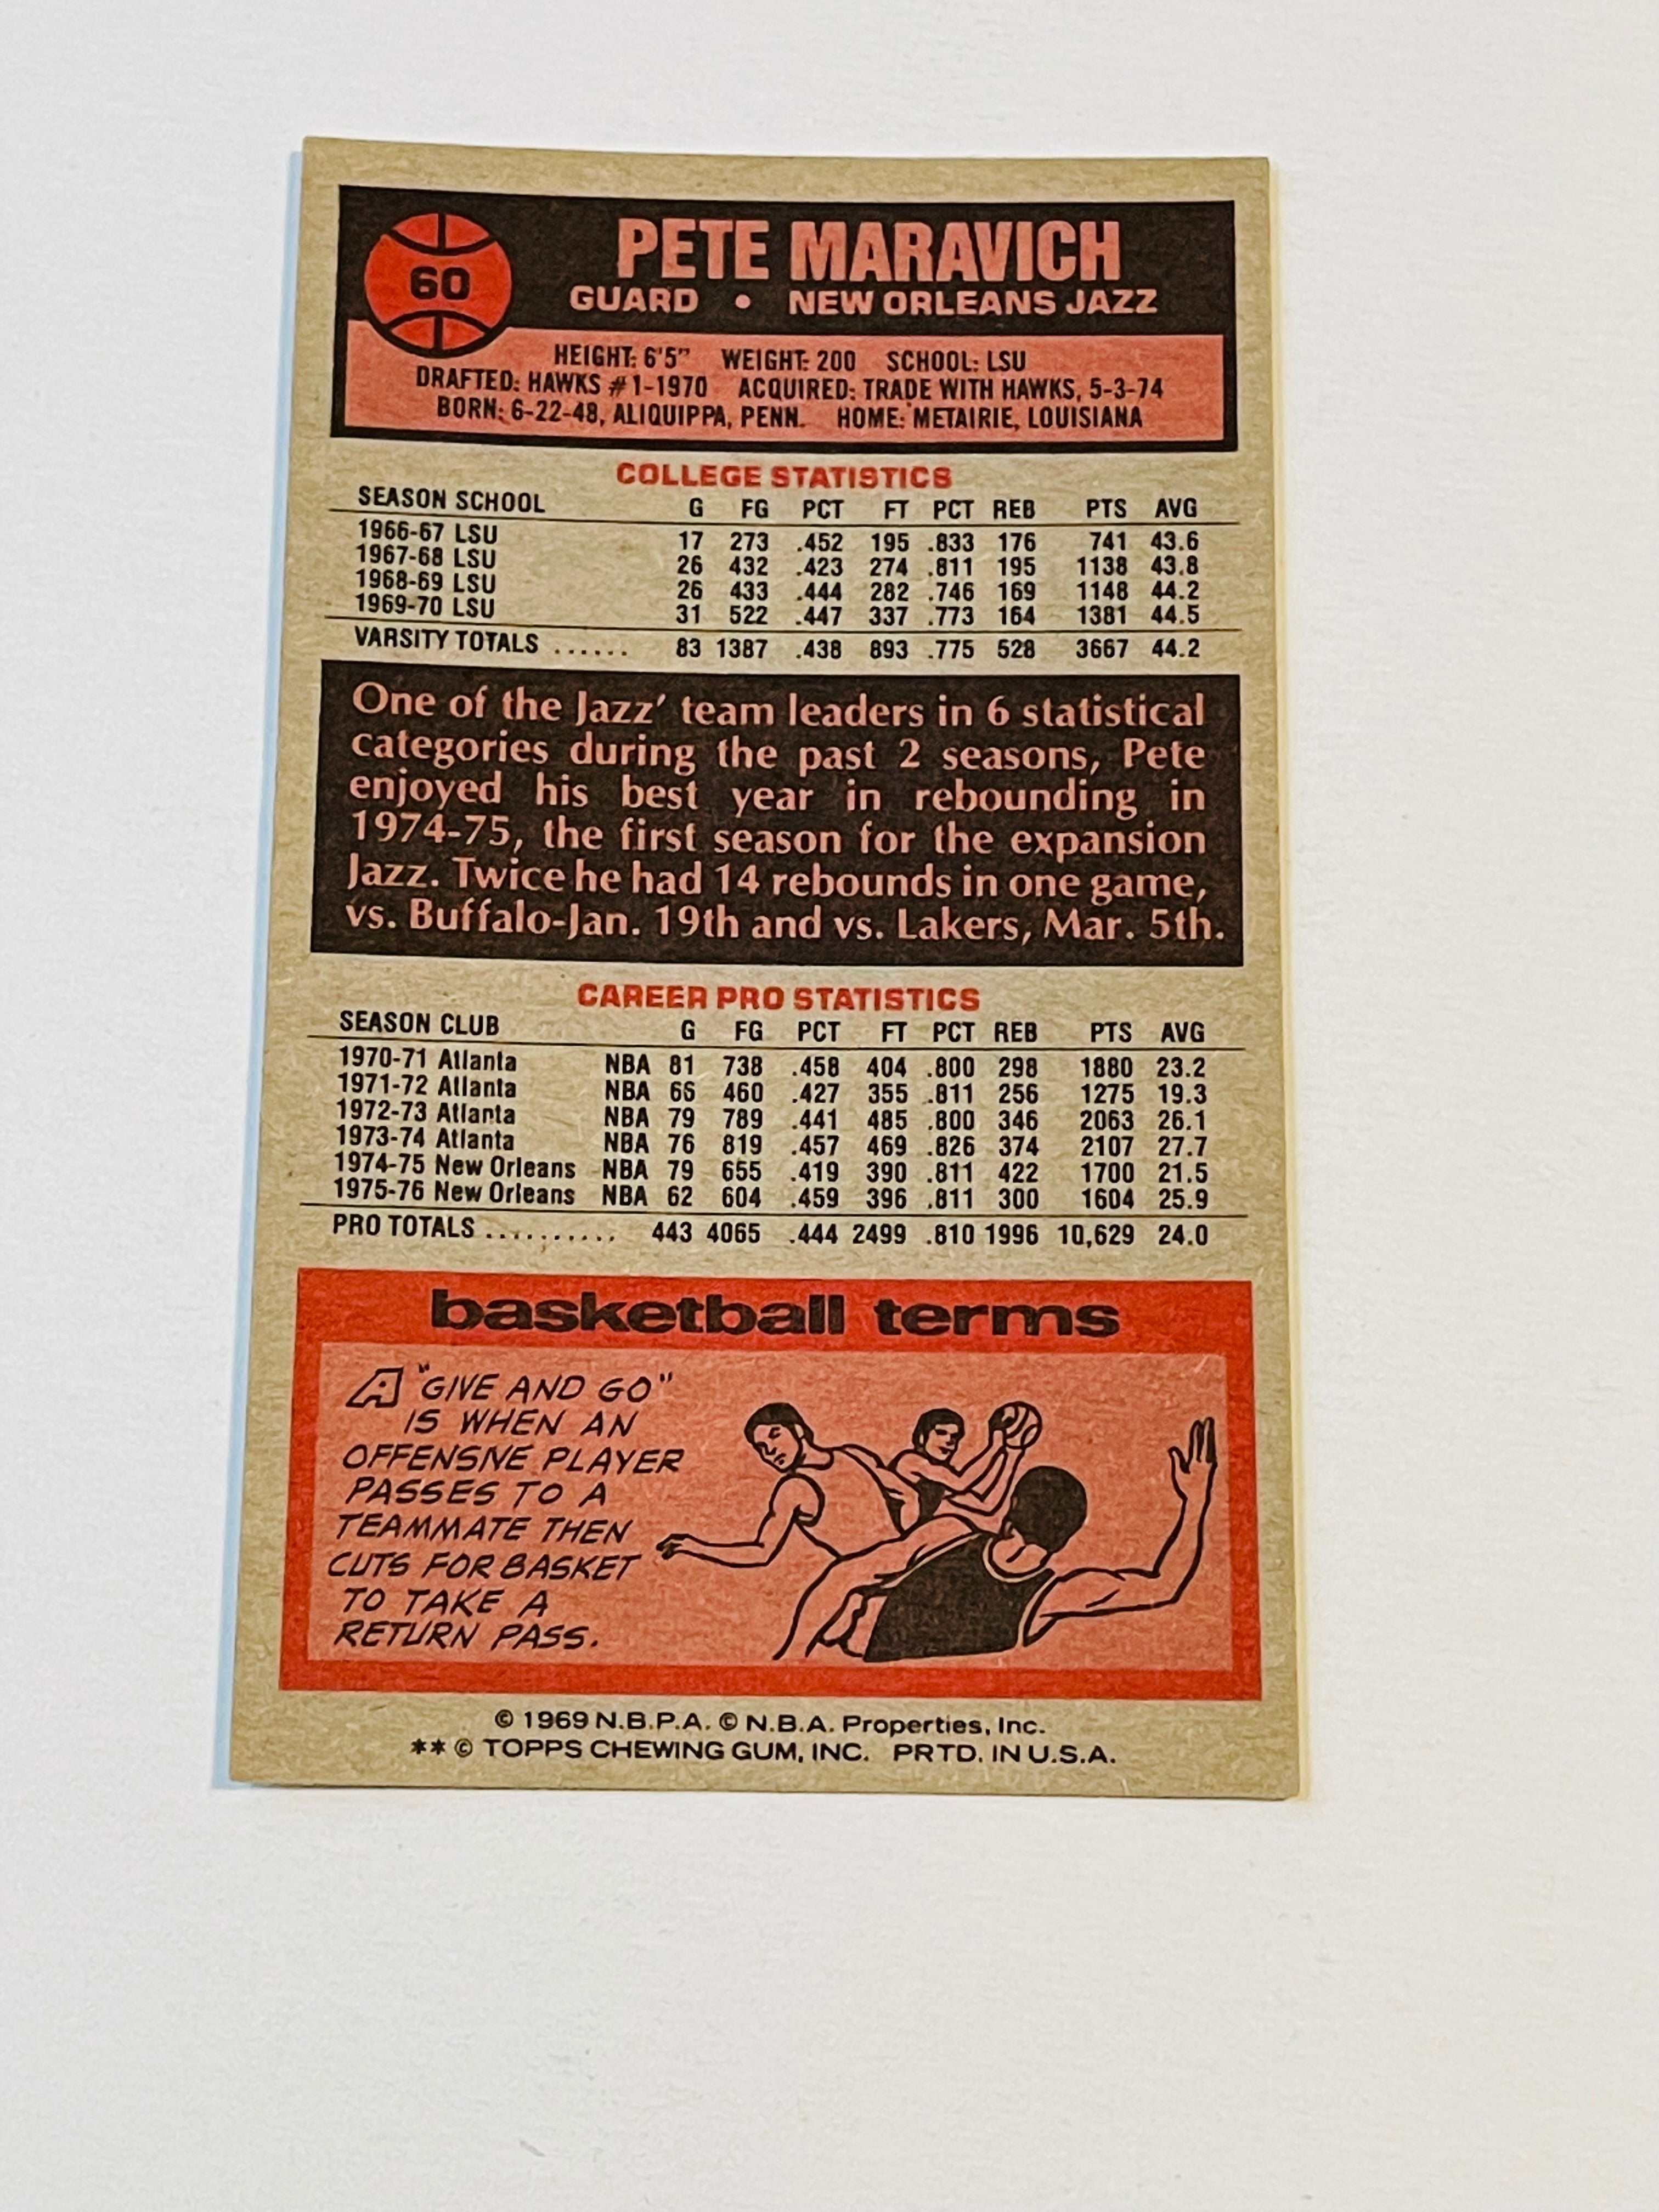 60
PETE MARAVICH
GUARD • NEW ORLEANS JAZZ
HEIGHT: 6'5" WEIGHT: 200 SCHOOL: LSU
DRAFTED: HAWKS #1-1970 ACQUIRED: TRADE WITH HAWKS, 5-3-74
BORN: 6-22-48, ALIQUIPPA, PENN. HOME: METAIRIE, LOUISIANA
COLLEGE STATISTICS
SEASON SCHOOL G FG PCT FT PCT REB PTS AVG
1966-67 LSU 17 273 .452 195 .833 176 741 43.6
1967-68 LSU 26 432 .423 274 .811 195 1138 43.8
1968-69 LSU 26 433 .444 282 .746 169 1148 44.2
1969-70 LSU 31 522 .447 337 .773 164 1381 44.5
VARSITY TOTALS ...... 83 1387 .438 893 .775 528 3667 44.2
One of the Jazz' team leaders in 6 statistical
categories during the past 2 seasons, Pete
enjoyed his best year in rebounding in
1974-75, the first season for the expansion
Jazz. Twice he had 14 rebounds in one game,
vs. Buffalo-Jan. 19th and vs. Lakers, Mar. 5th.
CAREER PRO STATISTICS
SEASON CLUB G FG PCT FT PCT REB PTS AVG
1970-71 Atlanta NBA 81 738 .458 404 .800 298 1880 23.2
1971-72 Atlanta NBA 66 460 .427 355 .811 256 1275 19.3
1972-73 Atlanta NBA 79 789 .441 485 .800 346 2063 26.1
1973-74 Atlanta NBA 76 819 .457 469 .826 374 2107 27.7
1974-75 New Orleans NBA 79 655 .419 390 .811 422 1700 21.5
1975-76 New Orleans NBA 62 604 .459 396 .811 300 1604 25.9
PRO TOTALS .......... 443 4065 .444 2499 .810 1996 10,629 24.0
basketball terms
A "GIVE AND GO"
IS WHEN AN
OFFENSIVE PLAYER
PASSES TO A
TEAMMATE THEN
CUTS FOR BASKET
TO TAKE A
RETURN PASS.
© 1969 N.B.P.A. © N.B.A. Properties, Inc.
** © TOPPS CHEWING GUM, INC. PRTD. IN U.S.A.